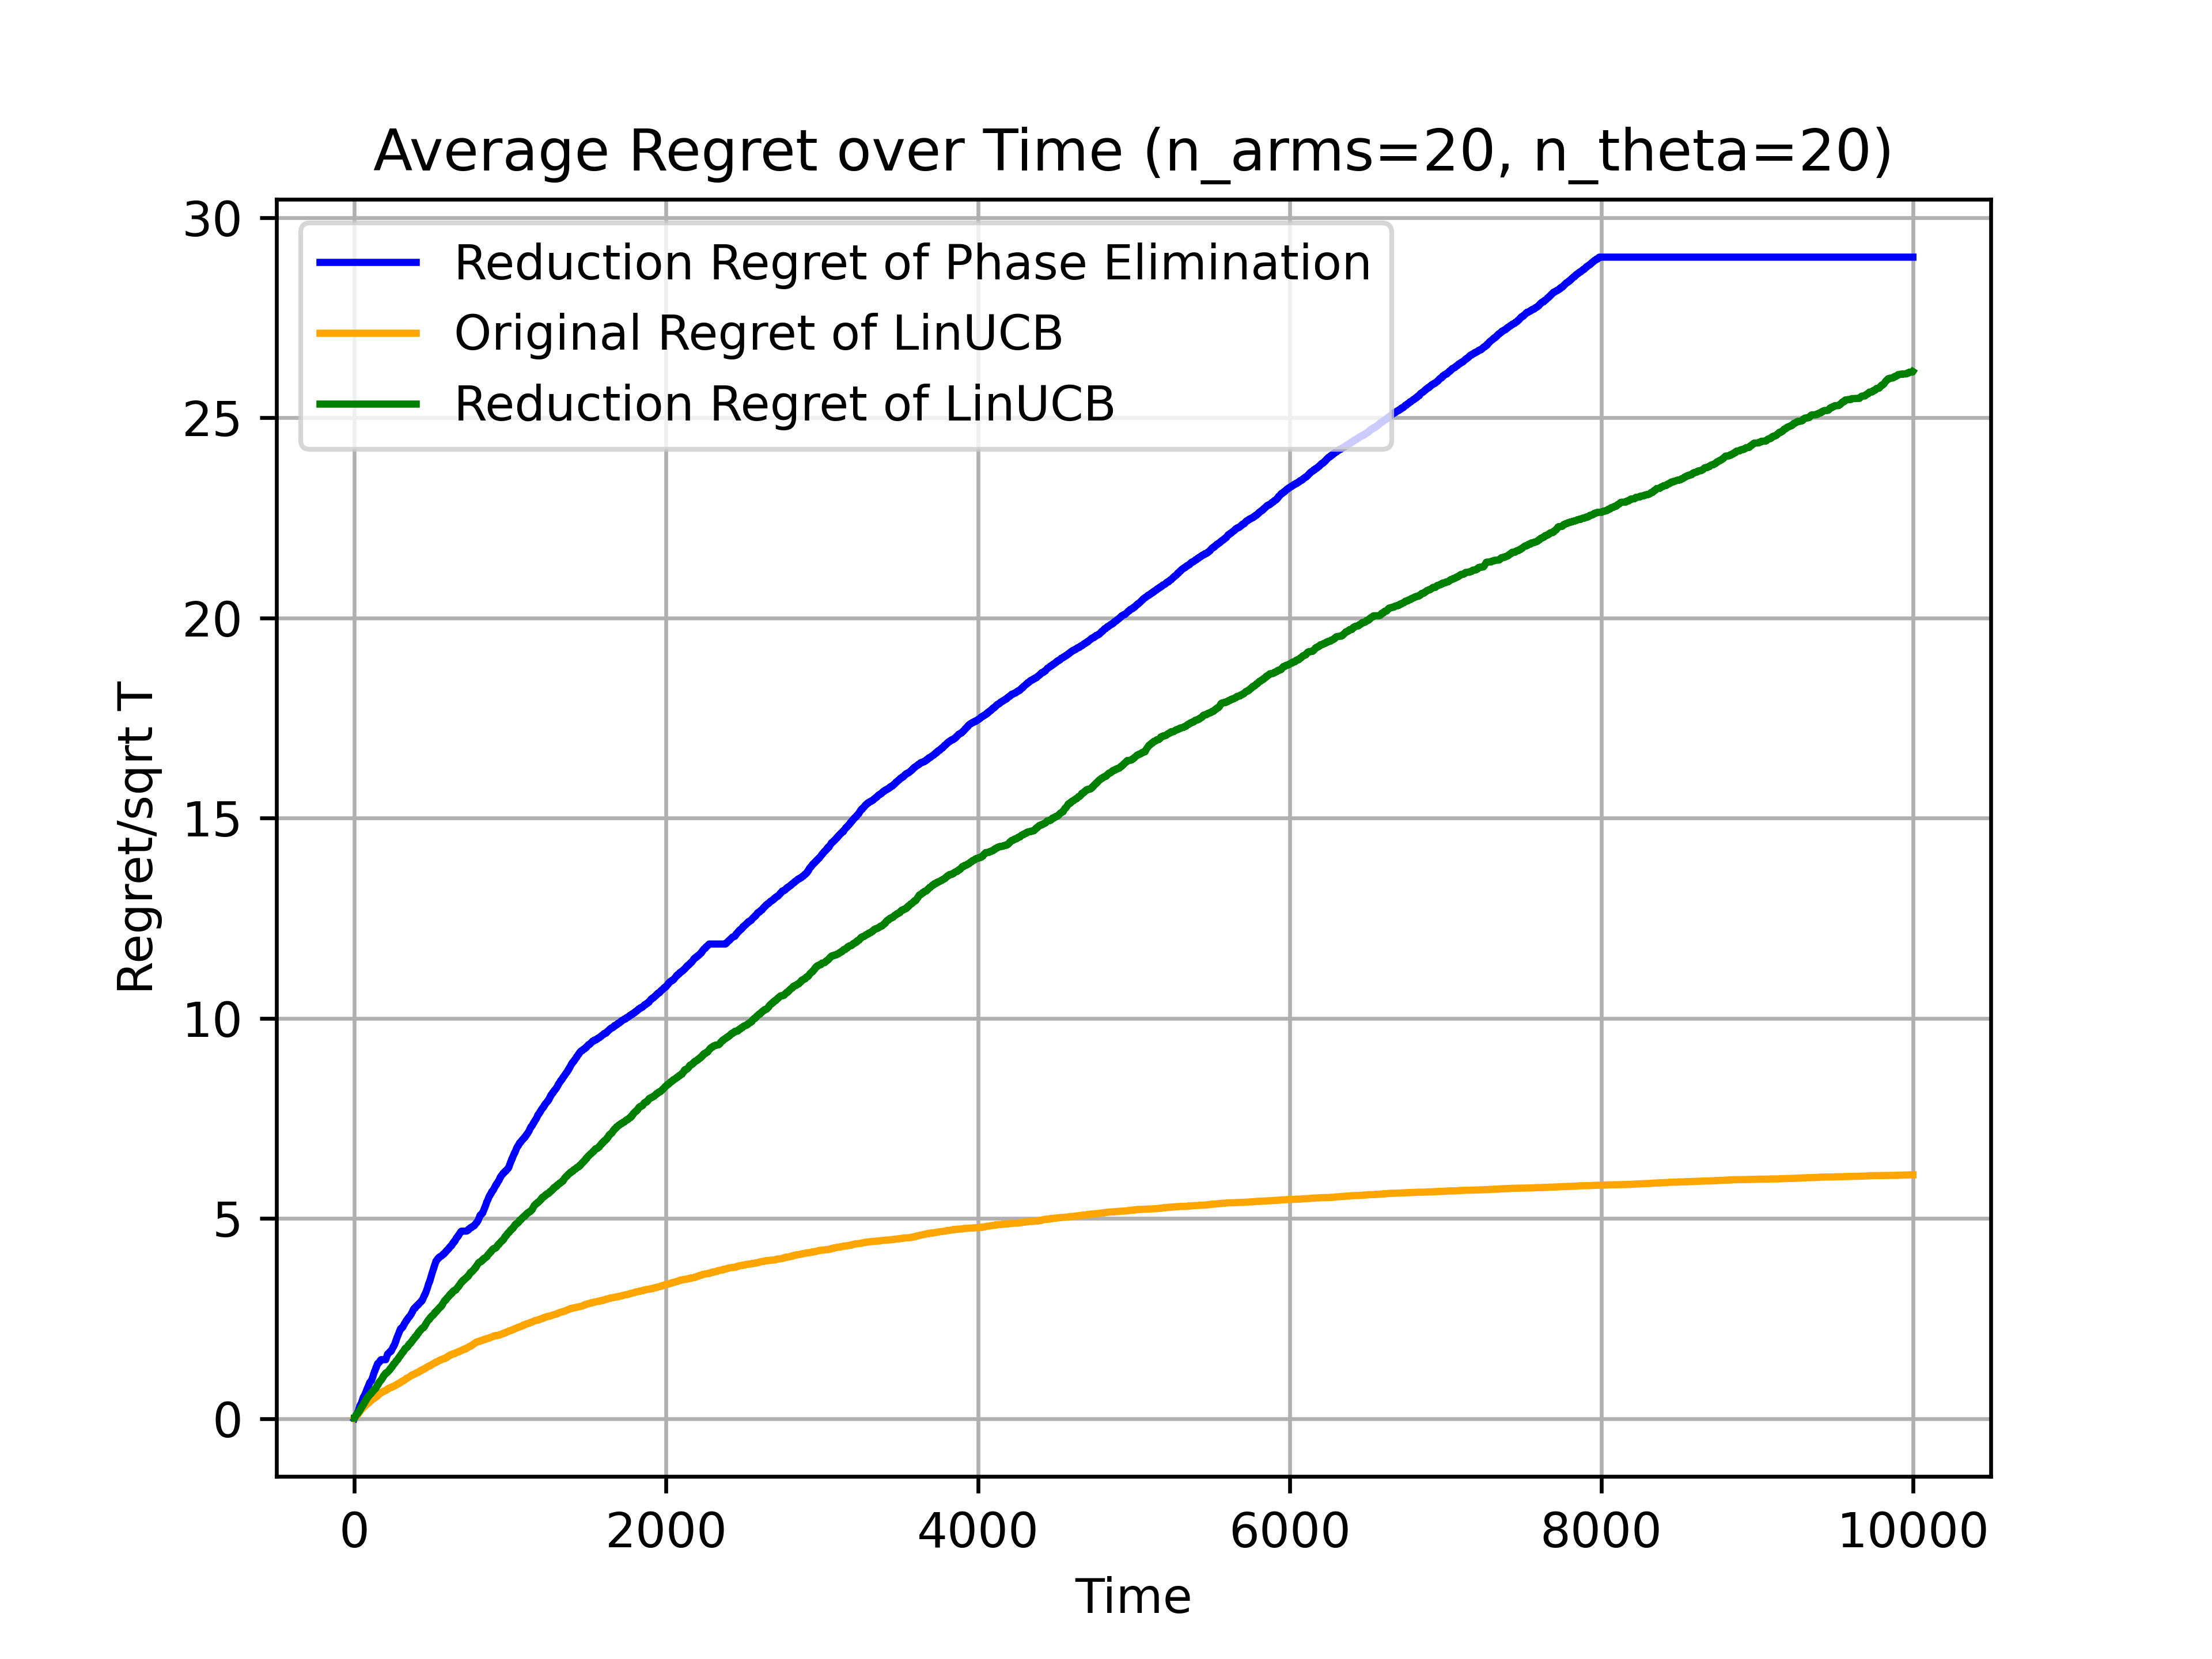 Average Regret over Time (n_arms=20, n_theta=20)
Reduction Regret of Phase Elimination
Original Regret of LinUCB
Reduction Regret of LinUCB
Regret/sqrt T
30
25
20
15
10
5
0
0 2000 4000 6000 8000 10000
Time